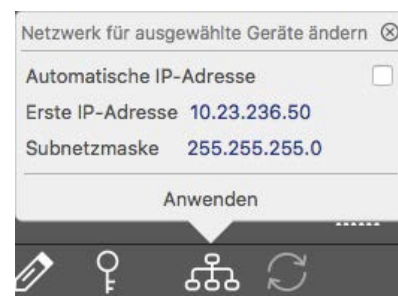 Netzwerk für ausgewählte Geräte ändern
Automatische IP-Adresse
Erste IP-Adresse 10.23.236.50
Subnetzmaske 255.255.255.0
Anwenden